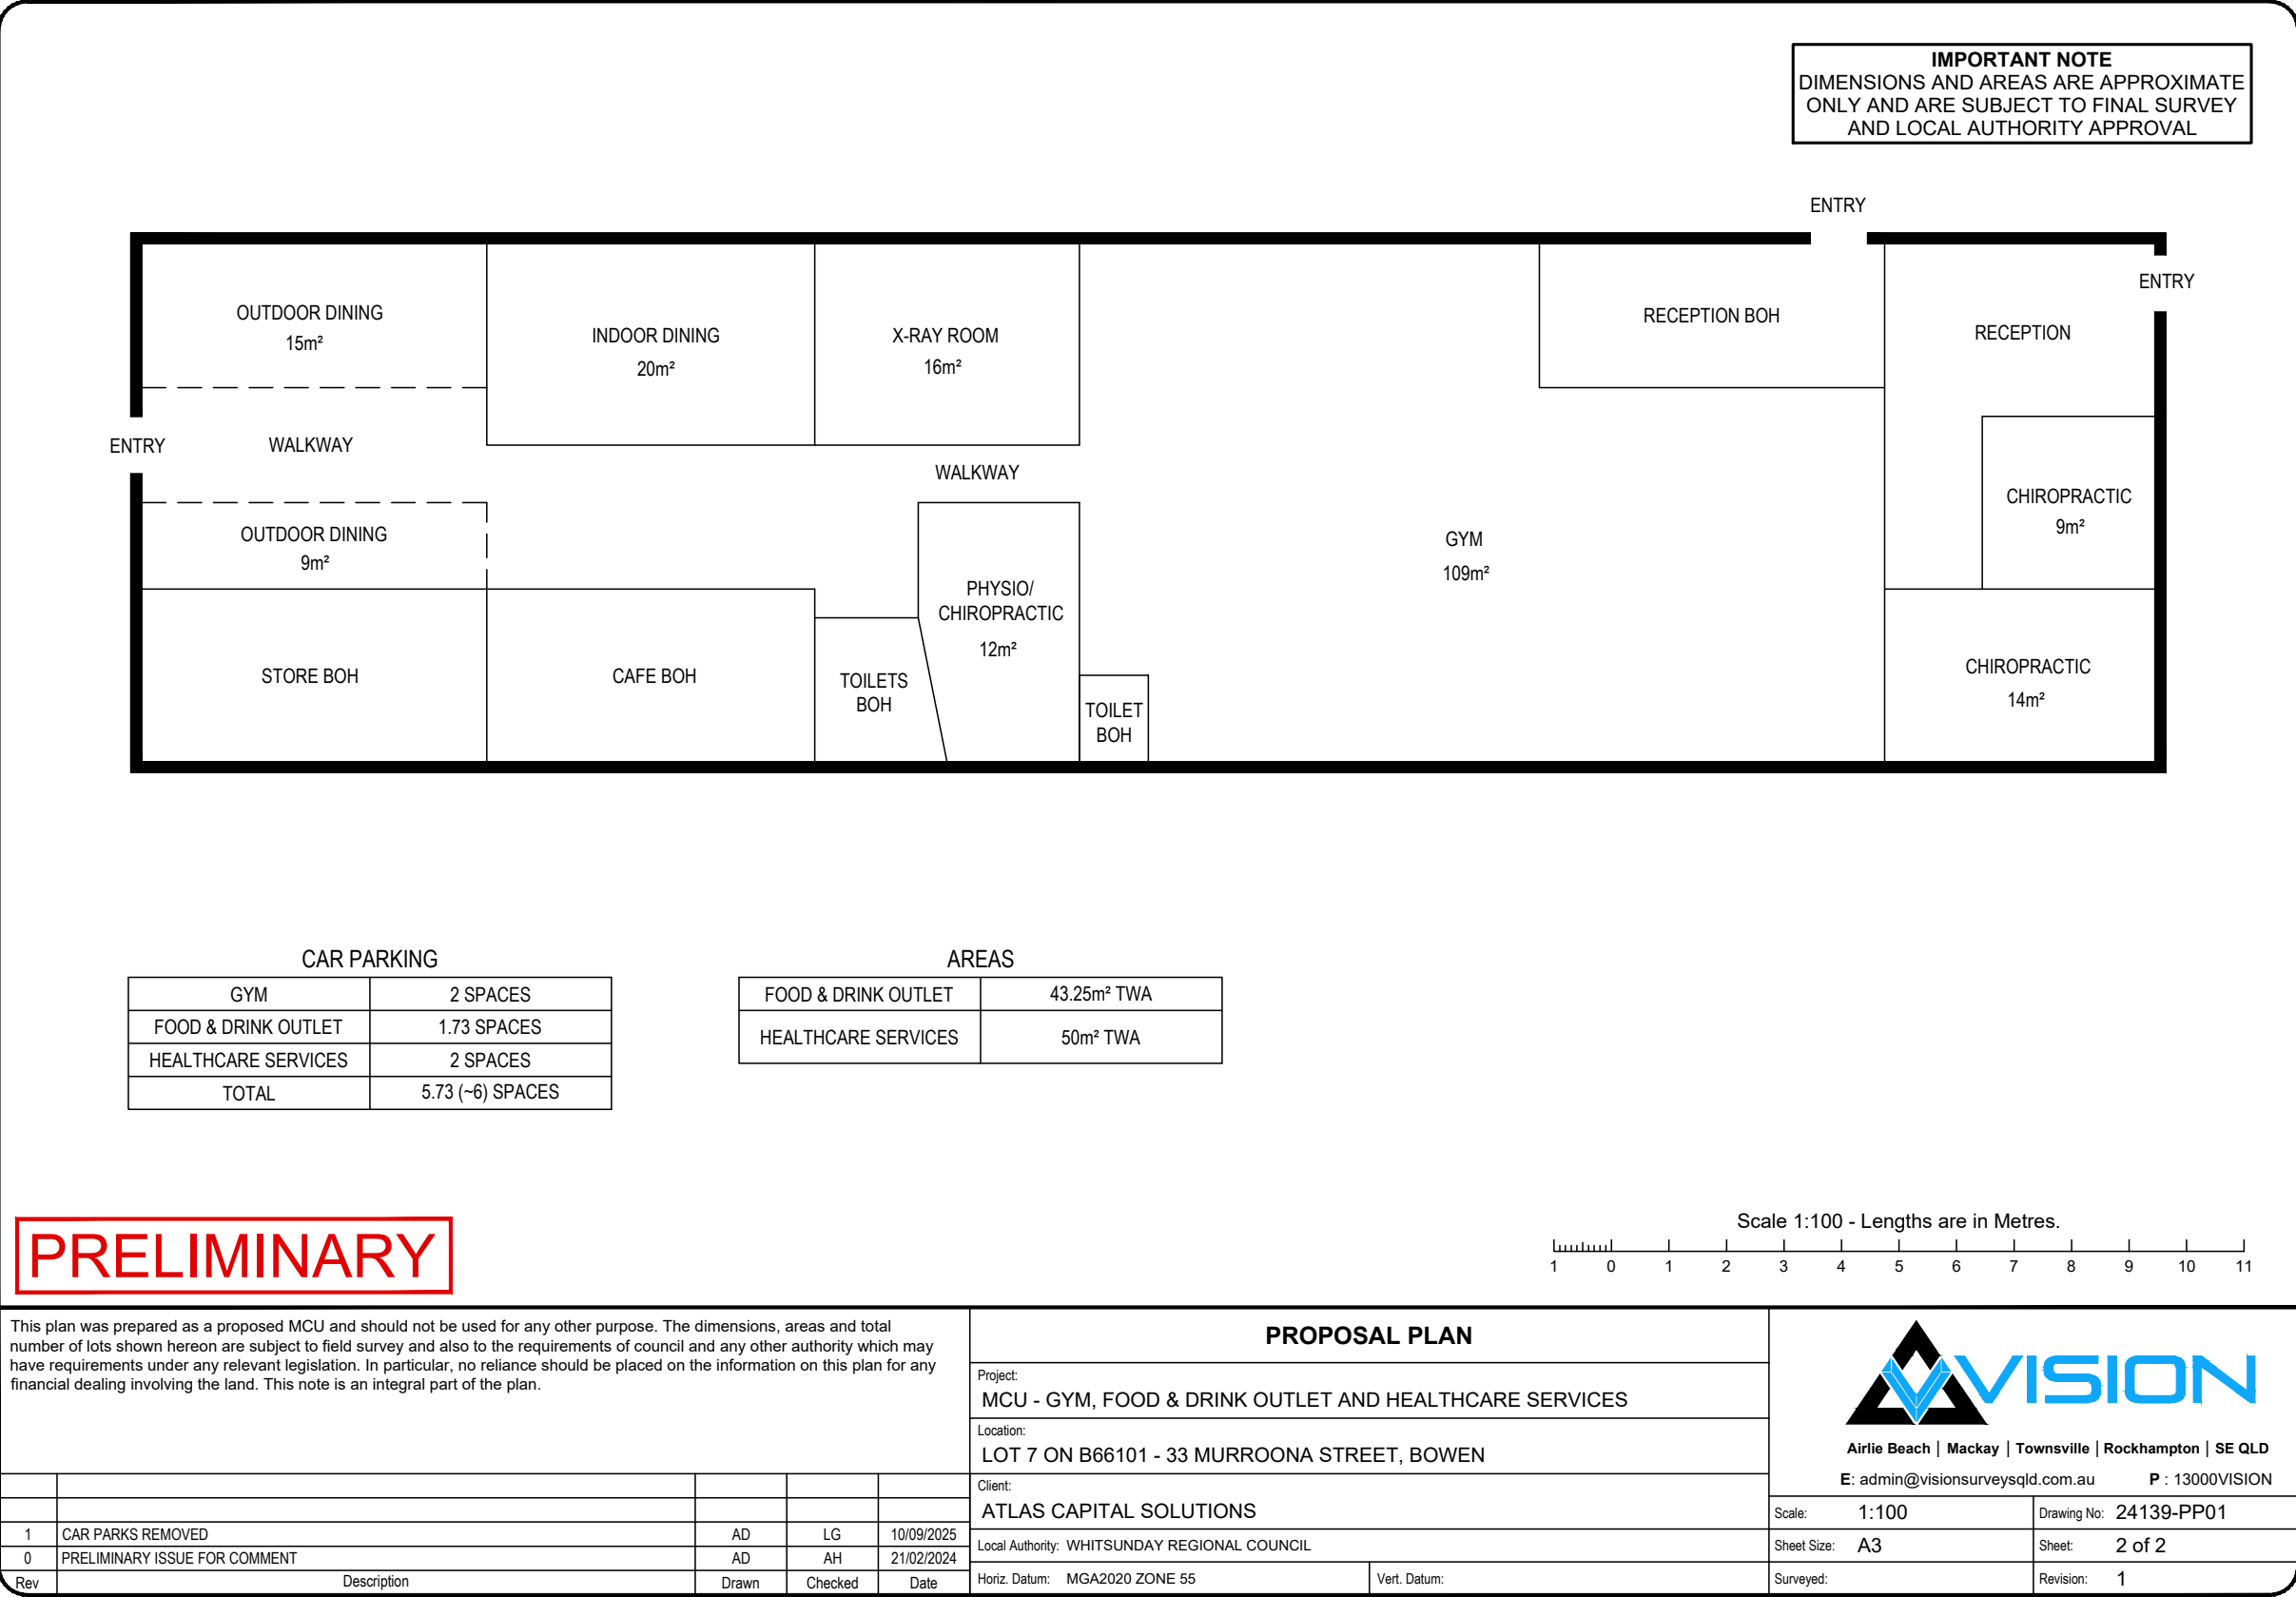 IMPORTANT NOTE
DIMENSIONS AND AREAS ARE APPROXIMATE
ONLY AND ARE SUBJECT TO FINAL SURVEY
AND LOCAL AUTHORITY APPROVAL
ENTRY
ENTRY
OUTDOOR DINING
15m²
INDOOR DINING
20m²
X-RAY ROOM
16m²
RECEPTION BOH
RECEPTION
ENTRY
WALKWAY
WALKWAY
CHIROPRACTIC
9m²
OUTDOOR DINING
9m²
GYM
109m²
PHYSIO/
CHIROPRACTIC
12m²
STORE BOH
CAFE BOH
TOILETS
BOH
TOILET
BOH
CHIROPRACTIC
14m²
CAR PARKING
GYM 2 SPACES
FOOD & DRINK OUTLET 1.73 SPACES
HEALTHCARE SERVICES 2 SPACES
TOTAL 5.73 (~6) SPACES
AREAS
FOOD & DRINK OUTLET 43.25m² TWA
HEALTHCARE SERVICES 50m² TWA
PRELIMINARY
Scale 1:100 - Lengths are in Metres.
1 0 1 2 3 4 5 6 7 8 9 10 11
This plan was prepared as a proposed MCU and should not be used for any other purpose. The dimensions, areas and total
number of lots shown hereon are subject to field survey and also to the requirements of council and any other authority which may
have requirements under any relevant legislation. In particular, no reliance should be placed on the information on this plan for any
financial dealing involving the land. This note is an integral part of the plan.
1 CAR PARKS REMOVED AD LG 10/09/2025
0 PRELIMINARY ISSUE FOR COMMENT AD AH 21/02/2024
Rev Description Drawn Checked Date
PROPOSAL PLAN
Project:
MCU - GYM, FOOD & DRINK OUTLET AND HEALTHCARE SERVICES
Location:
LOT 7 ON B66101 - 33 MURROONA STREET, BOWEN
Client:
ATLAS CAPITAL SOLUTIONS
Local Authority: WHITSUNDAY REGIONAL COUNCIL
Horiz. Datum: MGA2020 ZONE 55 Vert. Datum:
VISION
Airlie Beach | Mackay | Townsville | Rockhampton | SE QLD
E: admin@visionsurveysqld.com.au P : 13000VISION
Scale: 1:100 Drawing No: 24139-PP01
Sheet Size: A3 Sheet: 2 of 2
Surveyed: Revision: 1